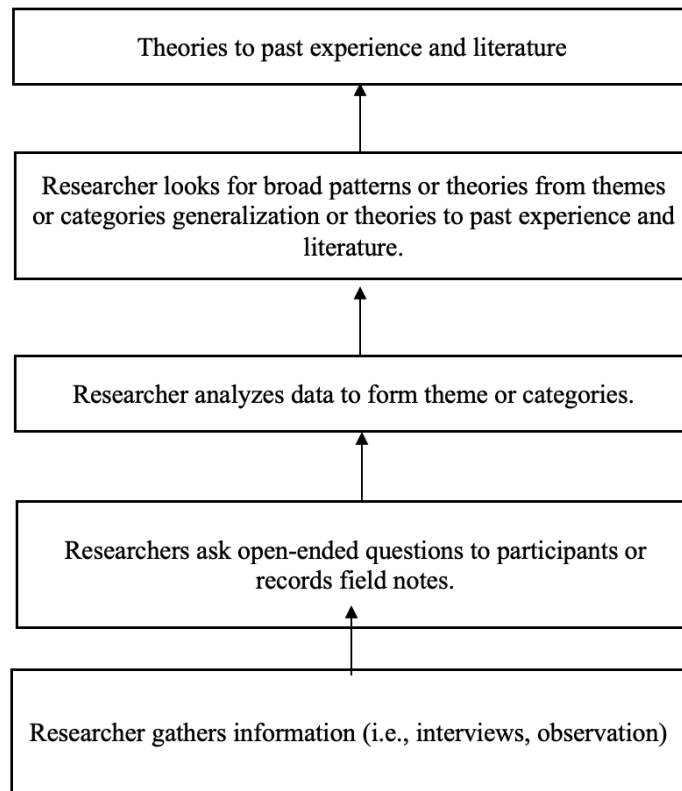 Theories to past experience and literature
Researcher looks for broad patterns or theories from themes
or categories generalization or theories to past experience and
literature.
Researcher analyzes data to form theme or categories.
Researchers ask open-ended questions to participants or
records field notes.
Researcher gathers information (i.e., interviews, observation)